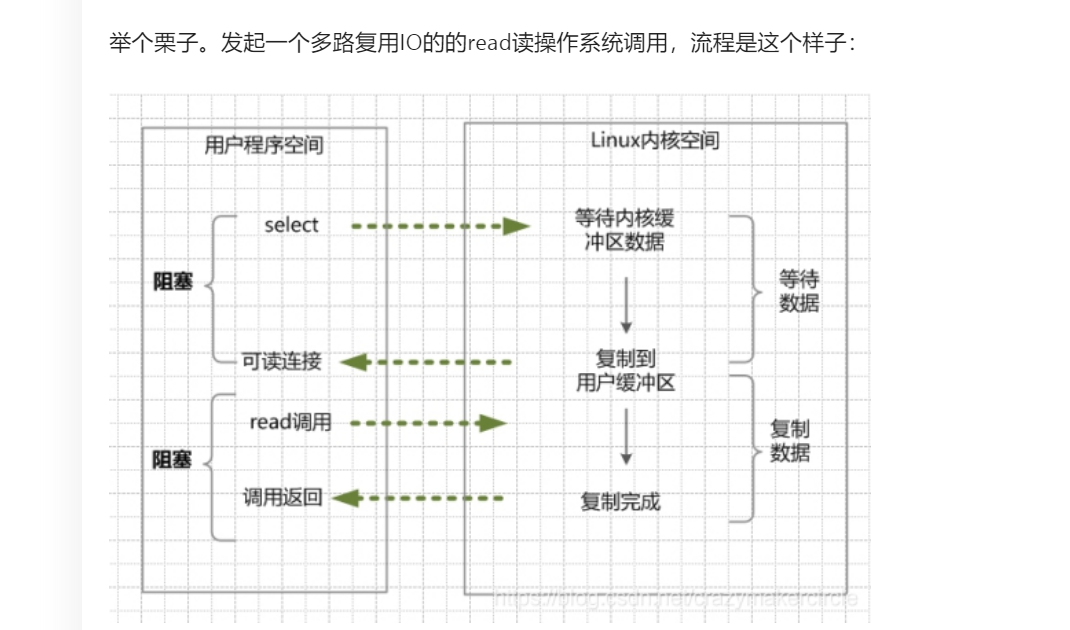 举个栗子。发起一个多路复用IO的的read读操作系统调用，流程是这个样子：
用户程序空间
Linux内核空间
select
等待内核缓
冲区数据
阻塞
等待
数据
可读连接
复制到
用户缓冲区
read调用
阻塞
复制
数据
调用返回
复制完成
https://blog.csdn.net/crazymakercircle